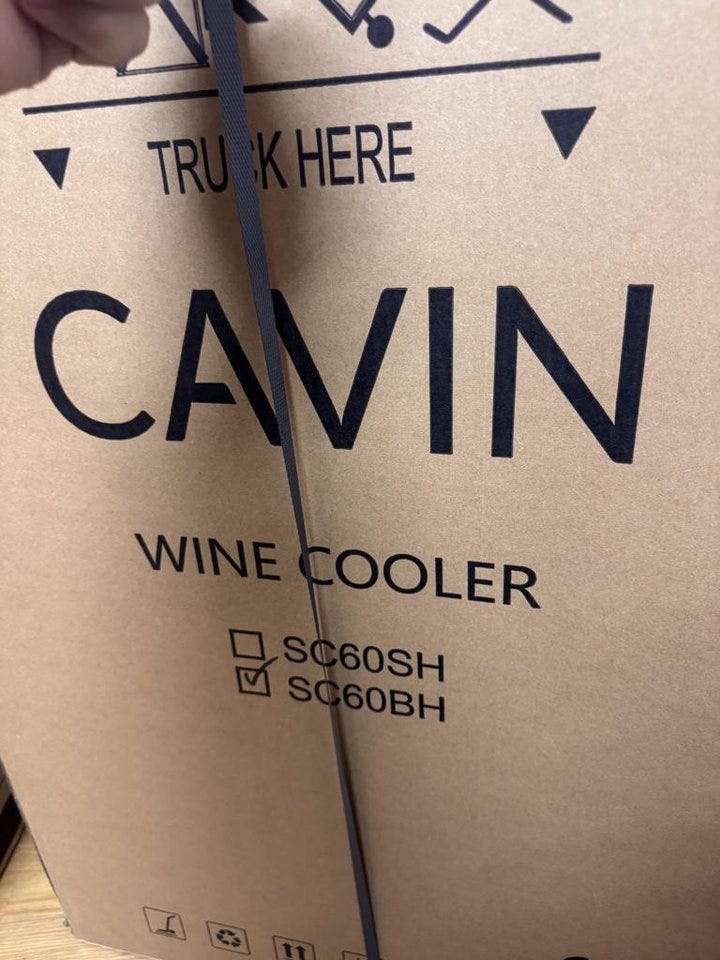 TRUCK HERE
CAVIN
WINE COOLER
SC60SH
SC60BH